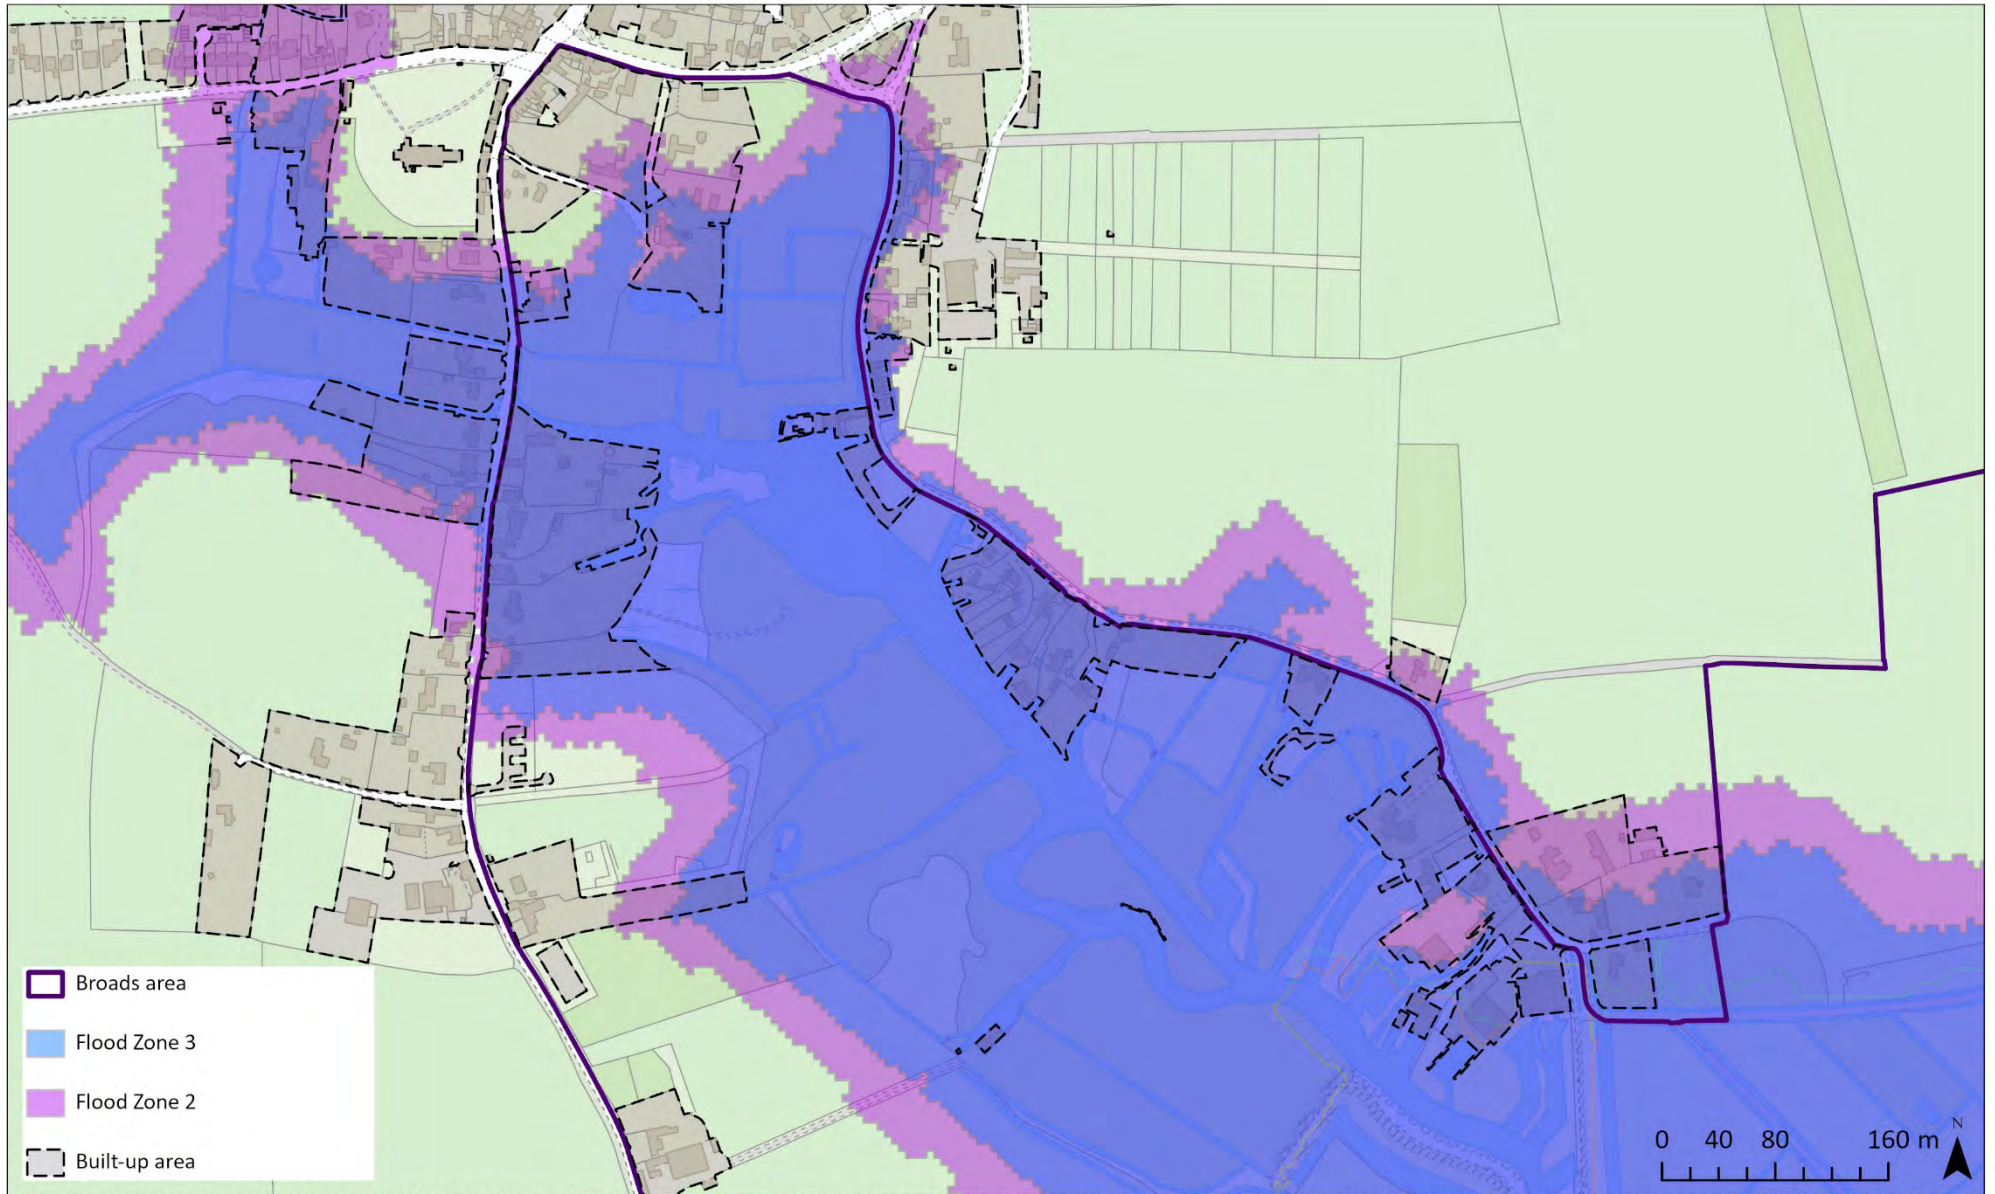 Broads area
Flood Zone 3
Flood Zone 2
Built-up area
0 40 80 160 m
N